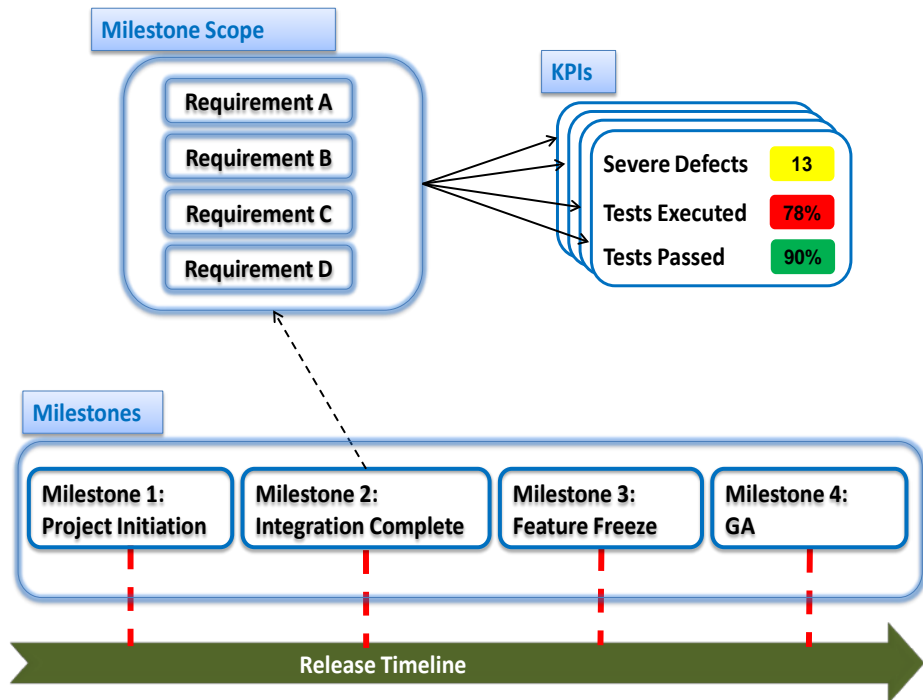 Milestone Scope
Requirement A
Requirement B
Requirement C
Requirement D
KPIs
Severe Defects 13
Tests Executed 78%
Tests Passed 90%
Milestones
Milestone 1:
Project Initiation
Milestone 2:
Integration Complete
Milestone 3:
Feature Freeze
Milestone 4:
GA
Release Timeline